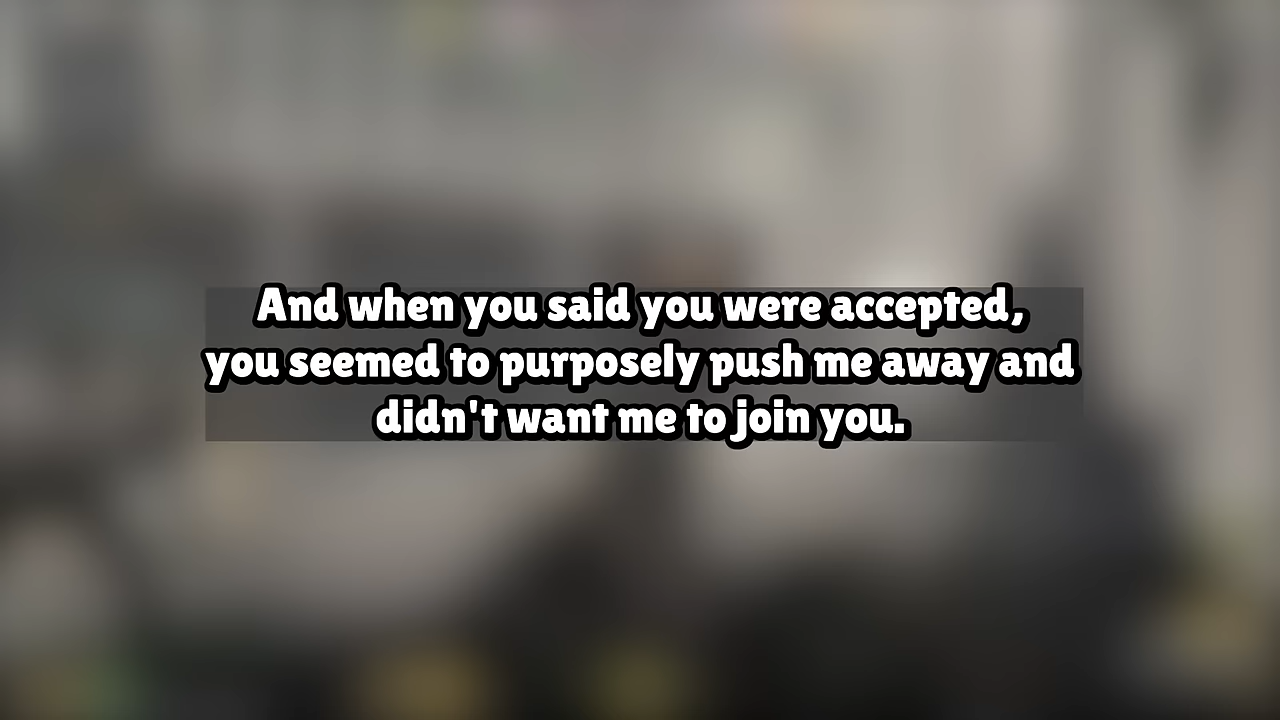 And when you said you were accepted,
you seemed to purposely push me away and
didn't want me to join you.